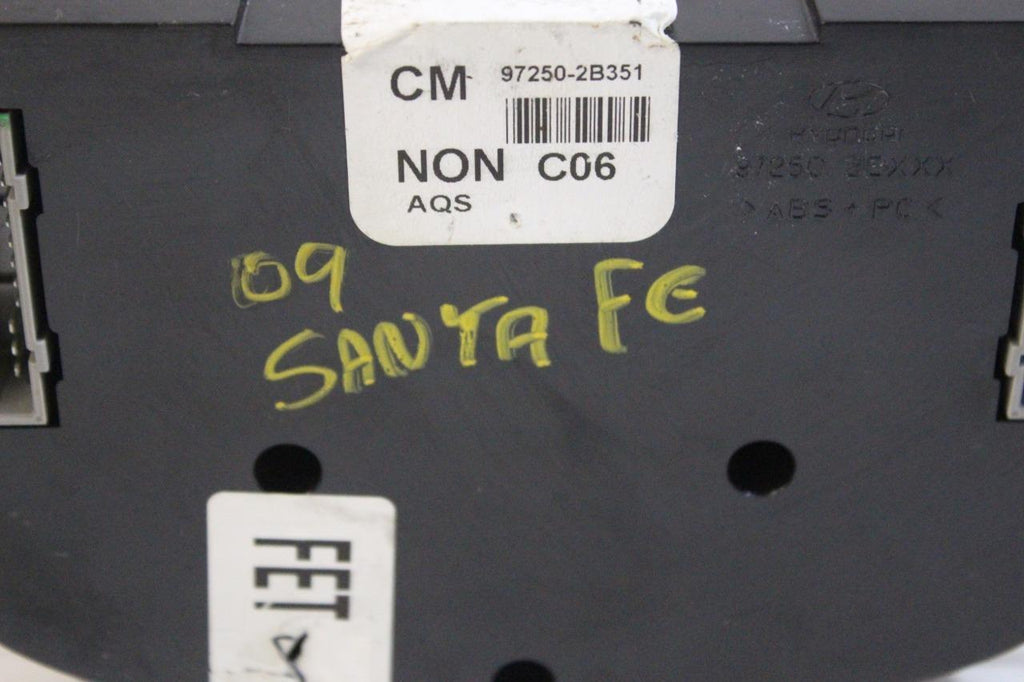 CM 97250-2B351
NON C06
AQS
HYUNDAI
97250 2BXXX
>ABS+PC<
09
SANTA FE
FET